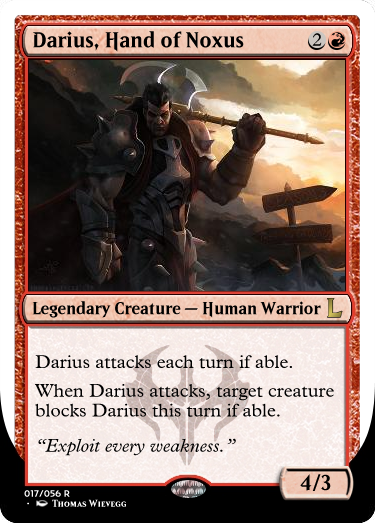 Darius, Hand of Noxus 2
Legendary Creature — Human Warrior L
Darius attacks each turn if able.
When Darius attacks, target creature
blocks Darius this turn if able.
“Exploit every weakness.”
4/3
017/056 R
· Thomas Wievegg